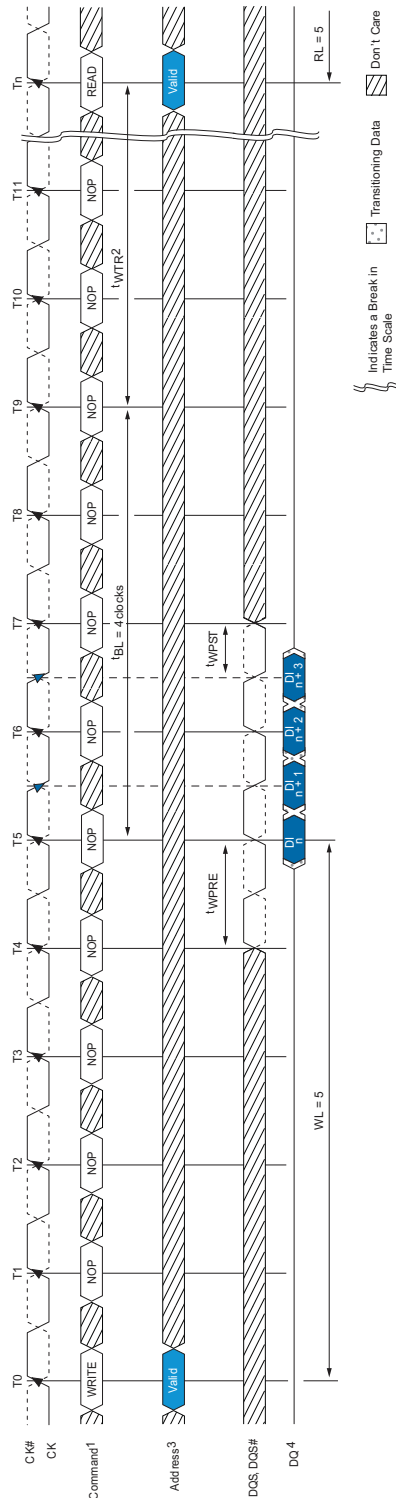 T0 T1 T2 T3 T4 T5 T6 T7 T8 T9 T10 T11 Tn
CK#
CK
Command1 WRITE NOP NOP NOP NOP NOP NOP NOP NOP NOP NOP NOP READ
tBL = 4 clocks tWTR2
Address3 Valid Valid
tWPRE tWPST
DQS, DQS#
DQ4 DI n DI n + 1 DI n + 2 DI n + 3
WL = 5 RL = 5
Indicates a Break in
Time Scale
Transitioning Data
Don't Care